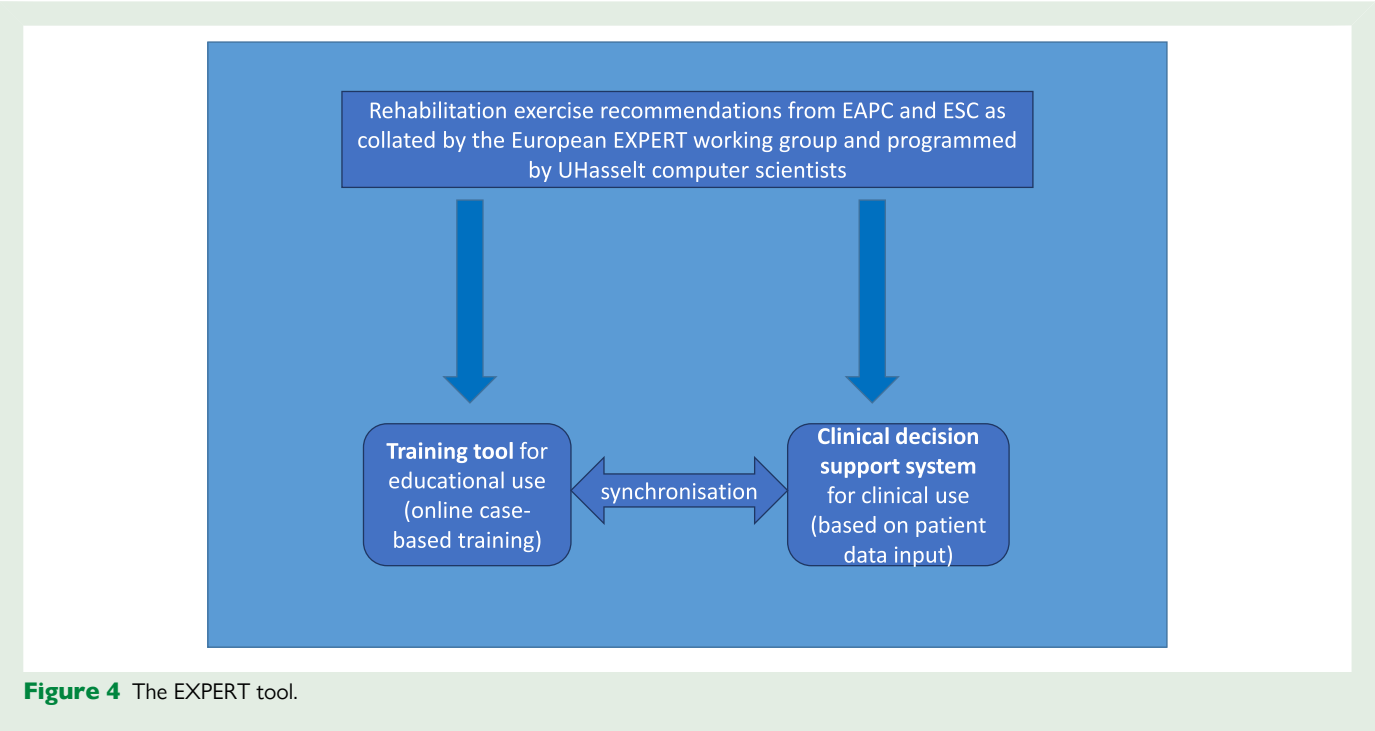 Rehabilitation exercise recommendations from EAPC and ESC as
collated by the European EXPERT working group and programmed
by UHasselt computer scientists
Training tool for
educational use
(online case-
based training)
synchronisation
Clinical decision
support system
for clinical use
(based on patient
data input)
Figure 4 The EXPERT tool.